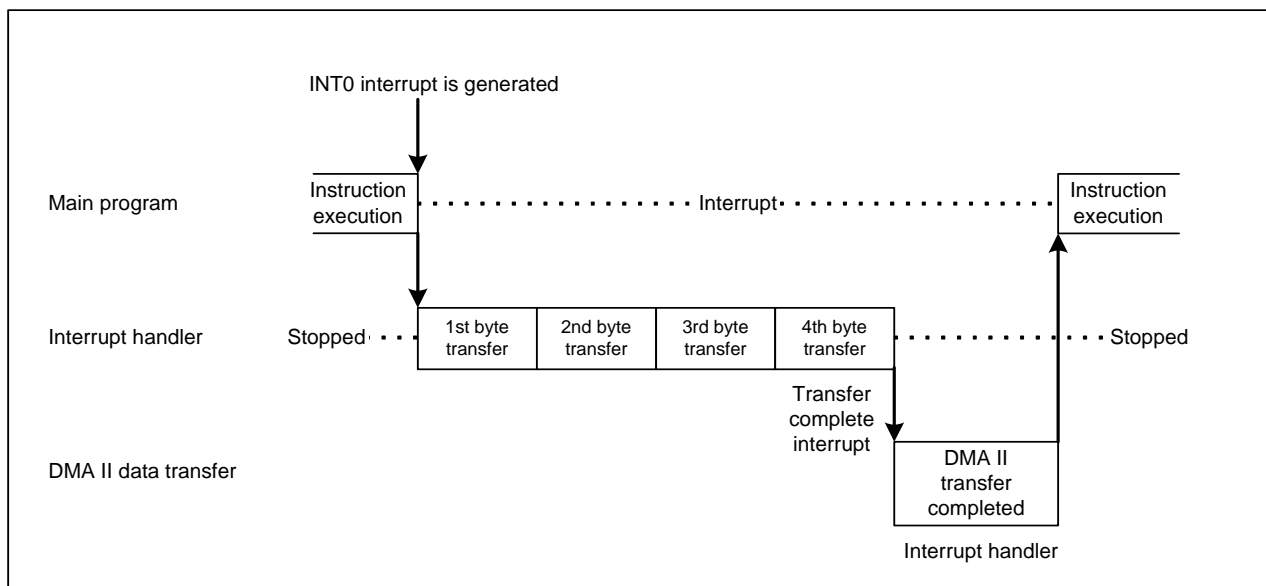 INT0 interrupt is generated
Main program
Instruction
execution
Interrupt
Instruction
execution
Interrupt handler
Stopped
1st byte
transfer
2nd byte
transfer
3rd byte
transfer
4th byte
transfer
Stopped
Transfer
complete
interrupt
DMA II data transfer
DMA II
transfer
completed
Interrupt handler